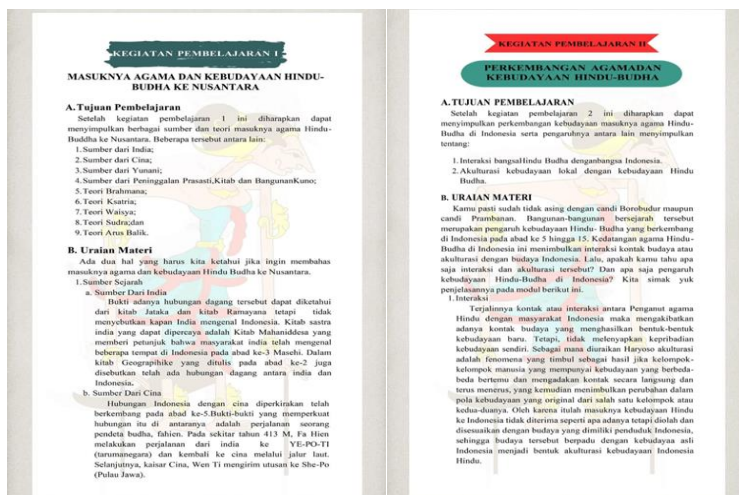 KEGIATAN PEMBELAJARAN I
MASUKNYA AGAMA DAN KEBUDAYAAN HINDU-
BUDHA KE NUSANTARA
A. Tujuan Pembelajaran
Setelah kegiatan pembelajaran 1 ini diharapkan dapat
menyimpulkan berbagai sumber dan teori masuknya agama Hindu-
Buddha ke Nusantara. Beberapa tersebut antara lain:
1. Sumber dari India;
2. Sumber dari Cina;
3. Sumber dari Yunani;
4. Sumber dari Peninggalan Prasasti,Kitab dan BangunanKuno;
5. Teori Brahmana;
6. Teori Ksatria;
7. Teori Waisya;
8. Teori Sudra;dan
9. Teori Arus Balik.
B. Uraian Materi
Ada dua hal yang harus kita ketahui jika ingin membahas
masuknya agama dan kebudayaan Hindu Budha ke Nusantara.
1. Sumber Sejarah
a. Sumber Dari India
Bukti adanya hubungan dagang tersebut dapat diketahui
dari kitab Jataka dan kitab Ramayana tetapi tidak
menyebutkan kapan India mengenal Indonesia. Kitab sastra
india yang dapat dipercaya adalah Kitab Mahaniddesa yang
memberi petunjuk bahwa masyarakat india telah mengenal
beberapa tempat di Indonesia pada abad ke-3 Masehi. Dalam
kitab Geograpihike yang ditulis pada abad ke-2 juga
disebutkan telah ada hubungan dagang antara india dan
Indonesia.
b. Sumber Dari Cina
Hubungan Indonesia dengan cina diperkirakan telah
berkembang pada abad ke-5.Bukti-bukti yang memperkuat
hubungan itu di antaranya adalah perjalanan seorang
pendeta budha, fahien. Pada sekitar tahun 413 M, Fa Hien
melakukan perjalanan dari india ke YE-PO-TI
(tarumanegara) dan kembali ke cina melalui jalur laut.
Selanjutnya, kaisar Cina, Wen Ti mengirim utusan ke She-Po
(Pulau Jawa).
KEGIATAN PEMBELAJARAN II
PERKEMBANGAN AGAMADAN
KEBUDAYAAN HINDU-BUDHA
A. TUJUAN PEMBELAJARAN
Setelah kegiatan pembelajaran 2 ini diharapkan dapat
menyimpulkan perkembangan kebudayaan masuknya agama Hindu-
Budha di Indonesia serta pengaruhnya antara lain menyimpulkan
tentang:
1. Interaksi bangsaHindu Budha denganbangsa Indonesia.
2. Akulturasi kebudayaan lokal dengan kebudayaan Hindu
Budha.
B. URAIAN MATERI
Kamu pasti sudah tidak asing dengan candi Borobudur maupun
candi Prambanan. Bangunan-bangunan bersejarah tersebut
merupakan pengaruh kebudayaan Hindu- Budha yang berkembang
di Indonesia pada abad ke 5 hingga 15. Kedatangan agama Hindu-
Budha di Indonesia ini menimbulkan interaksi kontak budaya atau
akulturasi dengan budaya Indonesia. Lalu, apakah kamu tahu apa
saja interaksi dan akulturasi tersebut? Dan apa saja pengaruh
kebudayaan Hindu-Budha di Indonesia? Kita simak yuk
penjelasannya pada modul berikut ini.
1. Interaksi
Terjalinnya kontak atau interaksi antara Penganut agama
Hindu dengan masyarakat Indonesia maka mengakibatkan
adanya kontak budaya yang menghasilkan bentuk-bentuk
kebudayaan baru. Tetapi, tidak melenyapkan kepribadian
kebudayaan sendiri. Sebagai mana diuraikan Haryoso akulturasi
adalah fenomena yang timbul sebagai hasil jika kelompok-
kelompok manusia yang mempunyai kebudayaan yang berbeda-
beda bertemu dan mengadakan kontak secara langsung dan
terus menerus, yang kemudian menimbulkan perubahan dalam
pola kebudayaan yang original dari salah satu kelompok atau
kedua-duanya. Oleh karena itulah masuknya kebudayaan Hindu
ke Indonesia tidak diterima seperti apa adanya tetapi diolah dan
disesuaikan dengan budaya yang dimiliki penduduk Indonesia,
sehingga budaya tersebut berpadu dengan kebudayaa asli
Indonesia menjadi bentuk akulturasi kebudayaan Indonesia
Hindu.